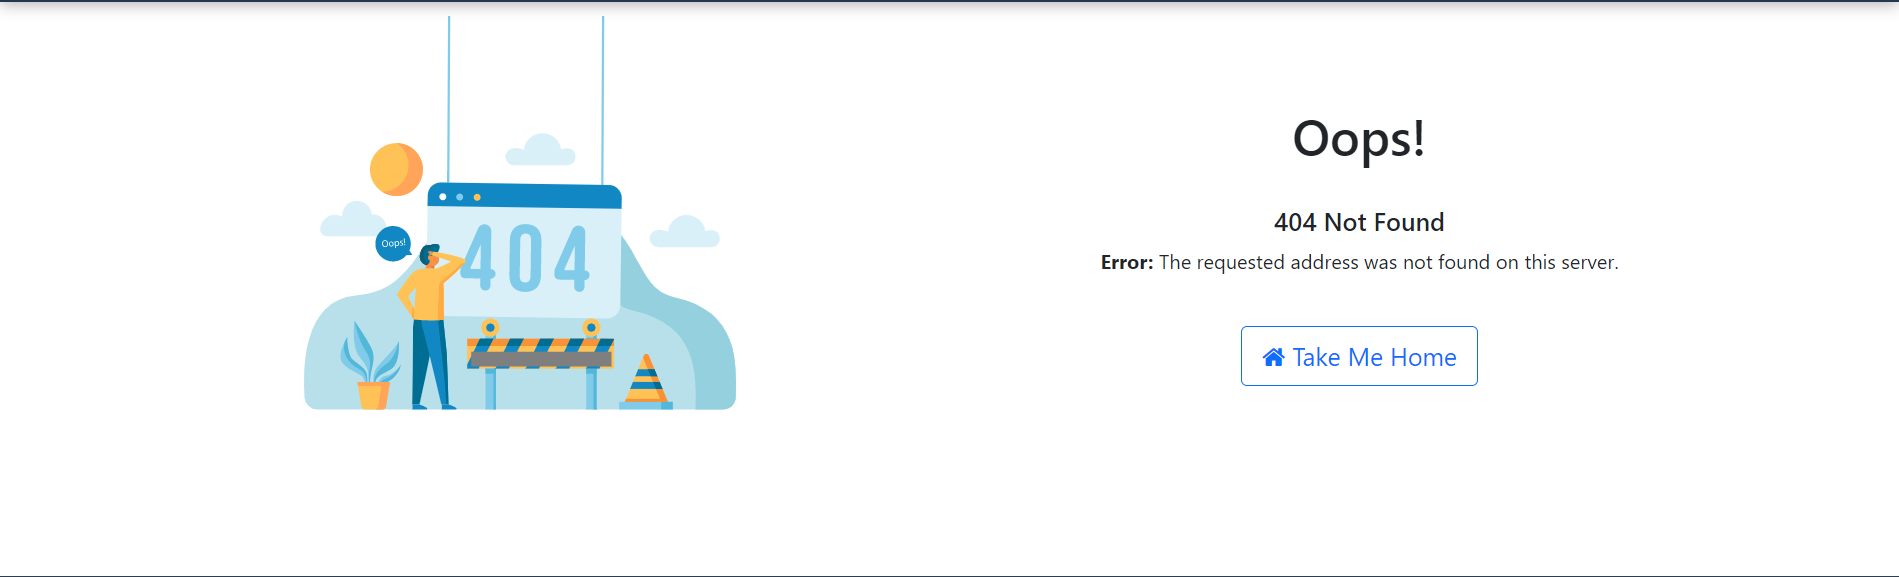 Oops!
404
Oops!
404 Not Found
Error: The requested address was not found on this server.
Take Me Home